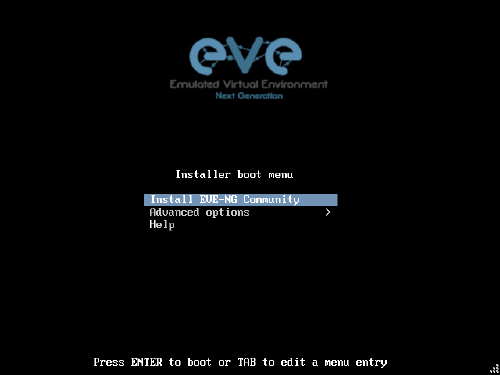 eve
Emulated Virtual Environment
Next Generation
Installer boot menu
Install EVE-NG Community
Advanced options >
Help
Press ENTER to boot or TAB to edit a menu entry